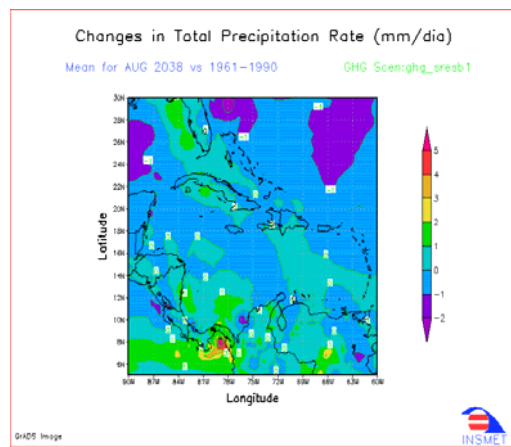 Changes in Total Precipitation Rate (mm/dia)
Mean for AUG 2038 vs 1961-1990
GHG Scen:ghg_sresb1
30N
28N
26N
24N
22N
20N
18N
16N
14N
12N
10N
8N
6N
Latitude
90W 87W 84W 81W 78W 75W 72W 69W 66W 63W 60W
Longitude
5
4
3
2
1
0
-1
-2
GrADS Image
INSMET